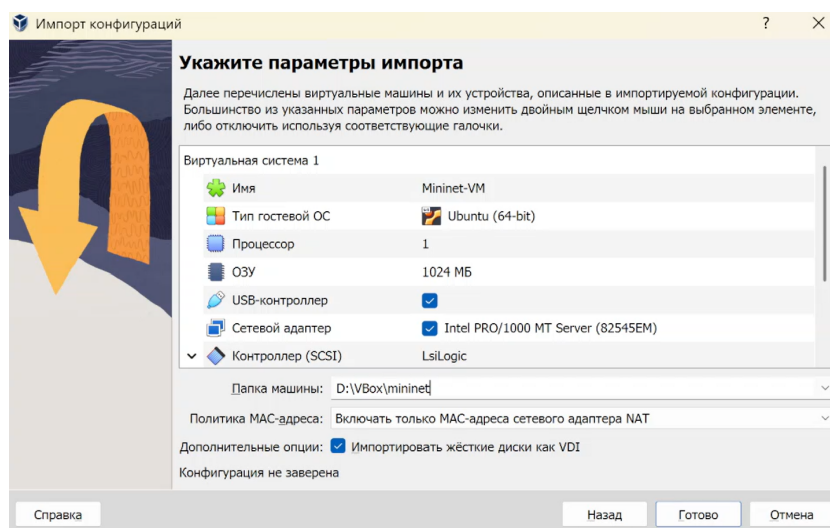 Импорт конфигураций
?
Укажите параметры импорта
Далее перечислены виртуальные машины и их устройства, описанные в импортируемой конфигурации.
Большинство из указанных параметров можно изменить двойным щелчком мыши на выбранном элементе,
либо отключить используя соответствующие галочки.
Виртуальная система 1
Имя Mininet-VM
Тип гостевой ОС Ubuntu (64-bit)
Процессор 1
ОЗУ 1024 МБ
USB-контроллер
Сетевой адаптер Intel PRO/1000 MT Server (82545EM)
Контроллер (SCSI) LsiLogic
Папка машины: D:\VBox\mininet
Политика MAC-адреса: Включать только MAC-адреса сетевого адаптера NAT
Дополнительные опции: Импортировать жёсткие диски как VDI
Конфигурация не заверена
Справка Назад Готово Отмена